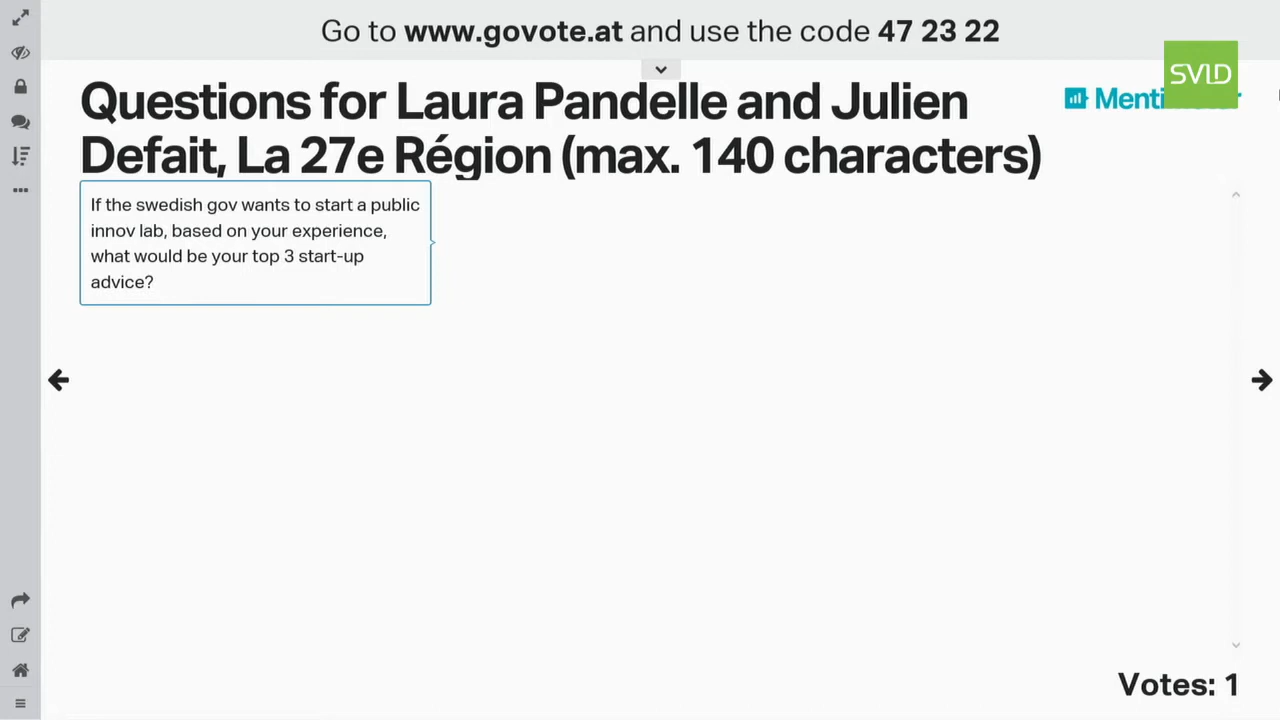 Go to www.govote.at and use the code 47 23 22
SVID
Questions for Laura Pandelle and Julien
Defait, La 27e Région (max. 140 characters)
If the swedish gov wants to start a public
innov lab, based on your experience,
what would be your top 3 start-up
advice?
Votes: 1